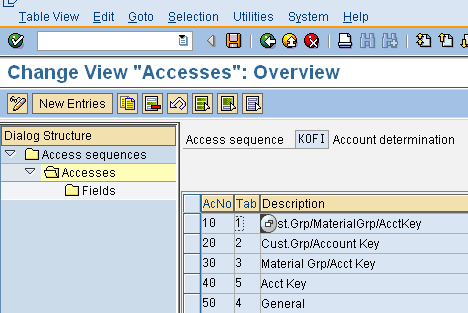 Table View Edit Goto Selection Utilities System Help
Change View "Accesses": Overview
New Entries
Dialog Structure
Access sequences
Accesses
Fields
Access sequence KOFI Account determination
AcNo Tab Description
10 1 st.Grp/MaterialGrp/AcctKey
20 2 Cust.Grp/Account Key
30 3 Material Grp/Acct Key
40 5 Acct Key
50 4 General